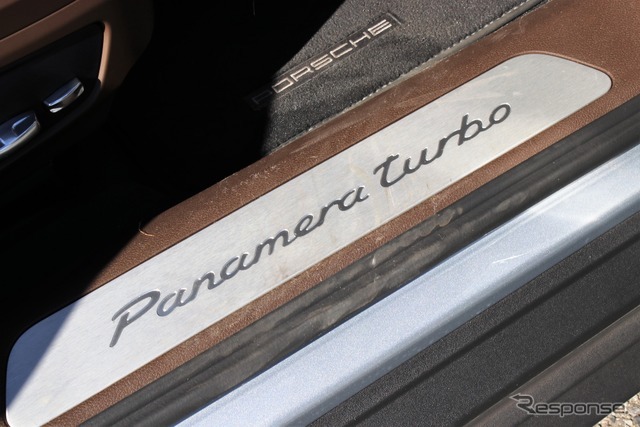 PORSCHE
Panamera turbo
Response.